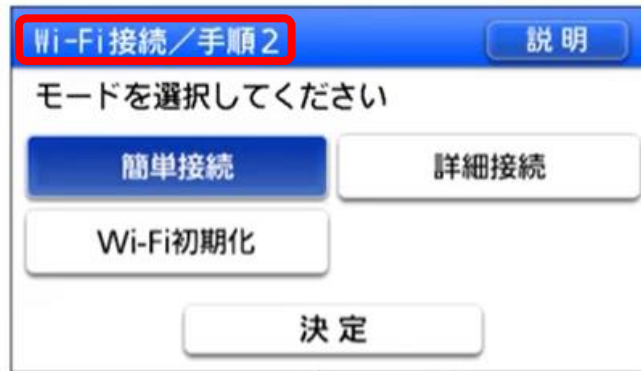 Wi-Fi接続／手順2
説明
モードを選択してください
簡単接続
詳細接続
Wi-Fi初期化
決定